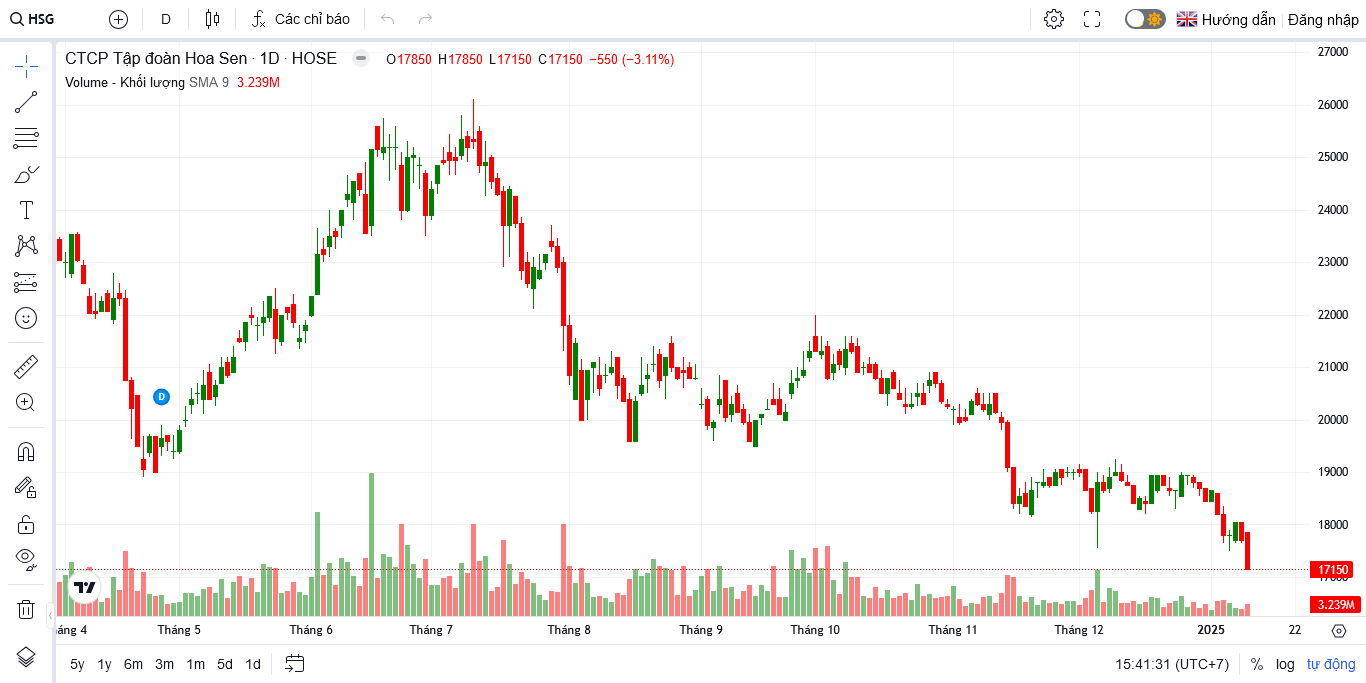 HSG D Các chỉ báo Hướng dẫn Đăng nhập
CTCP Tập đoàn Hoa Sen · 1D · HOSE O17850 H17850 L17150 C17150 −550 (−3.11%)
Volume - Khối lượng SMA 9 3.239M
27000
26000
25000
24000
23000
22000
21000
20000
19000
18000
17150
17000
3.239M
D
áng 4 Tháng 5 Tháng 6 Tháng 7 Tháng 8 Tháng 9 Tháng 10 Tháng 11 Tháng 12 2025 22
5y 1y 6m 3m 1m 5d 1d 15:41:31 (UTC+7) % log tự động